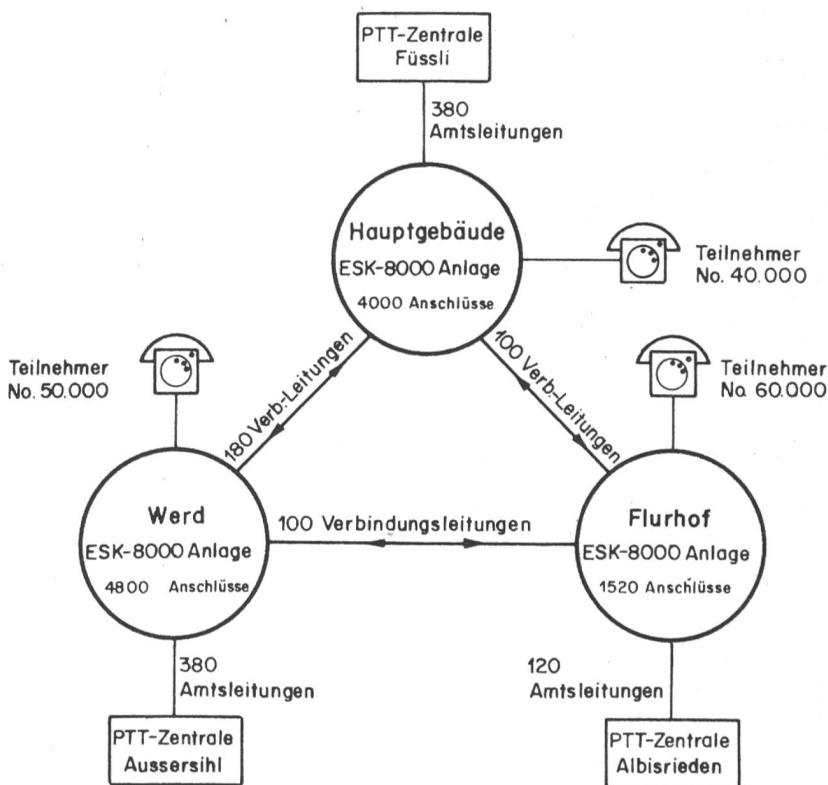 PTT-Zentrale
Füssli
380
Amtsleitungen
Hauptgebäude
ESK-8000 Anlage
4000 Anschlüsse
Teilnehmer
No. 40.000
Teilnehmer
No. 50.000
180 Verb.-Leitungen
100 Verb.-Leitungen
Teilnehmer
No. 60.000
Werd
ESK-8000 Anlage
4800 Anschlüsse
100 Verbindungsleitungen
Flurhof
ESK-8000 Anlage
1520 Anschlüsse
380
Amtsleitungen
120
Amtsleitungen
PTT-Zentrale
Aussersihl
PTT-Zentrale
Albisrieden